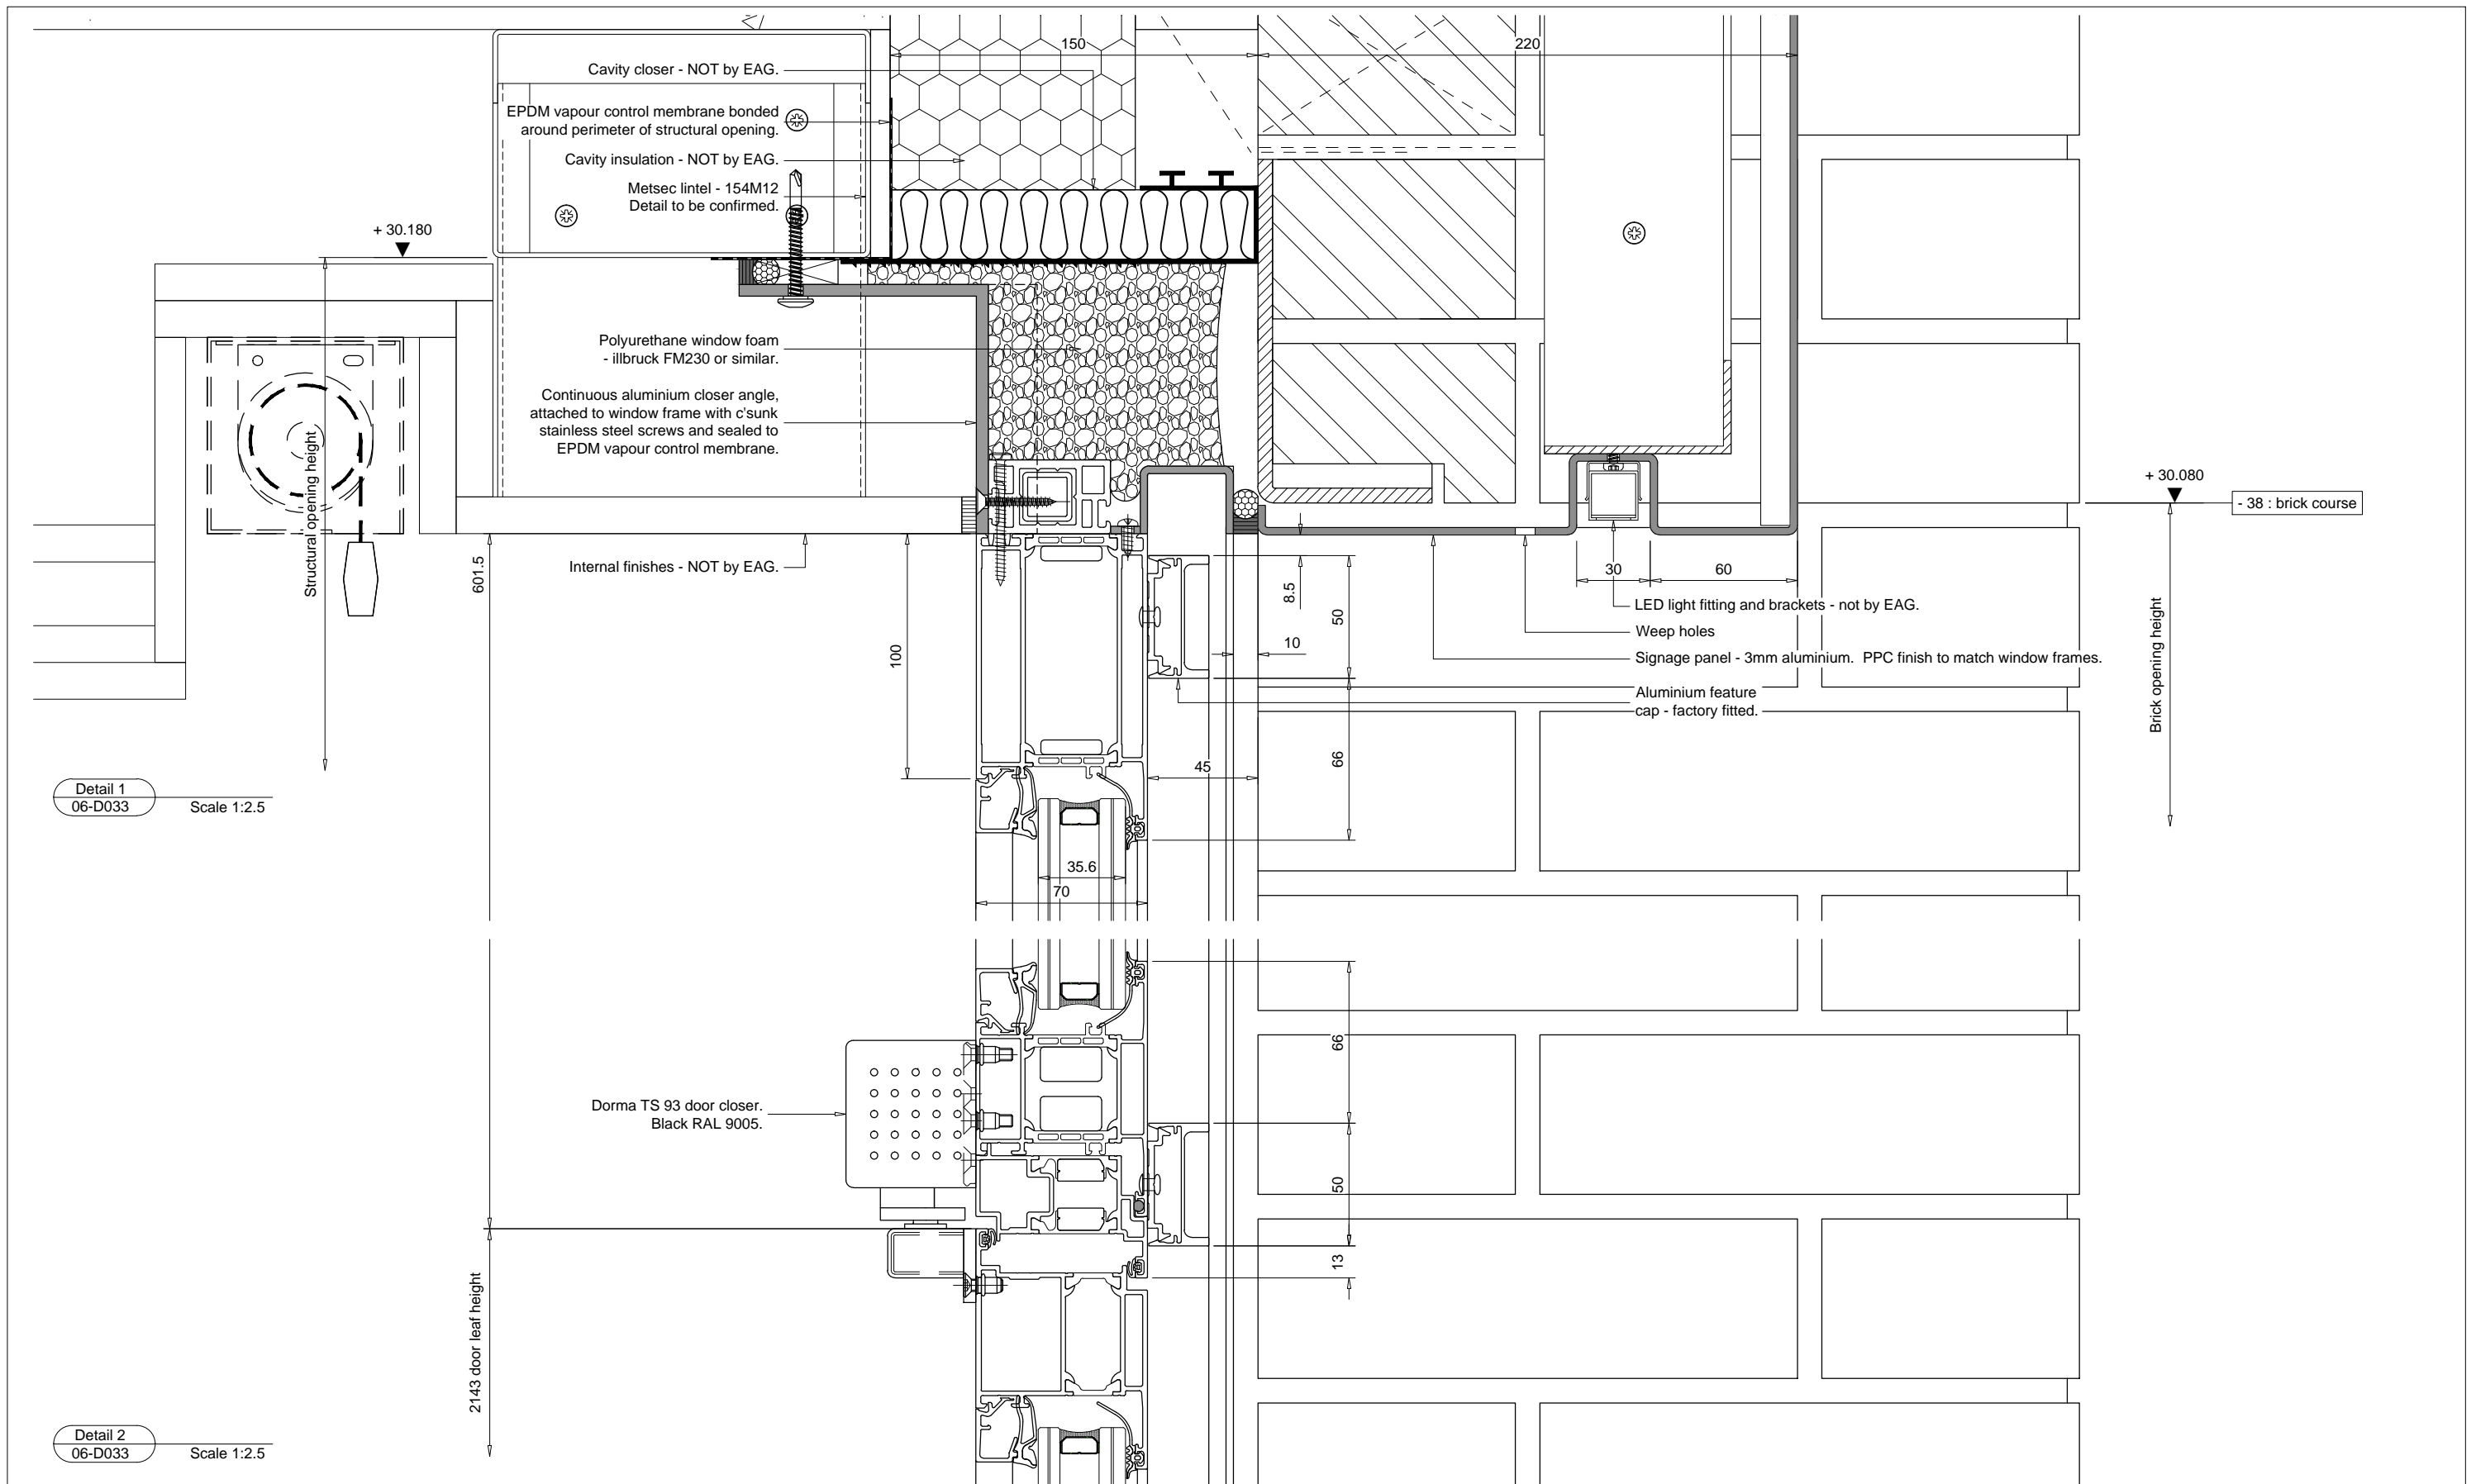 150
220
Cavity closer - NOT by EAG.
EPDM vapour control membrane bonded
around perimeter of structural opening.
Cavity insulation - NOT by EAG.
Metsec lintel - 154M12
Detail to be confirmed.
+ 30.180
Polyurethane window foam
- illbruck FM230 or similar.
Continuous aluminium closer angle,
attached to window frame with c'sunk
stainless steel screws and sealed to
EPDM vapour control membrane.
Structural opening height
+ 30.080
- 38 : brick course
Internal finishes - NOT by EAG.
601.5
8.5
50
30
60
LED light fitting and brackets - not by EAG.
Weep holes
10
Signage panel - 3mm aluminium. PPC finish to match window frames.
100
Aluminium feature
cap - factory fitted.
Brick opening height
66
45
Detail 1
06-D033
Scale 1:2.5
35.6
70
66
Dorma TS 93 door closer.
Black RAL 9005.
50
13
2143 door leaf height
Detail 2
06-D033
Scale 1:2.5